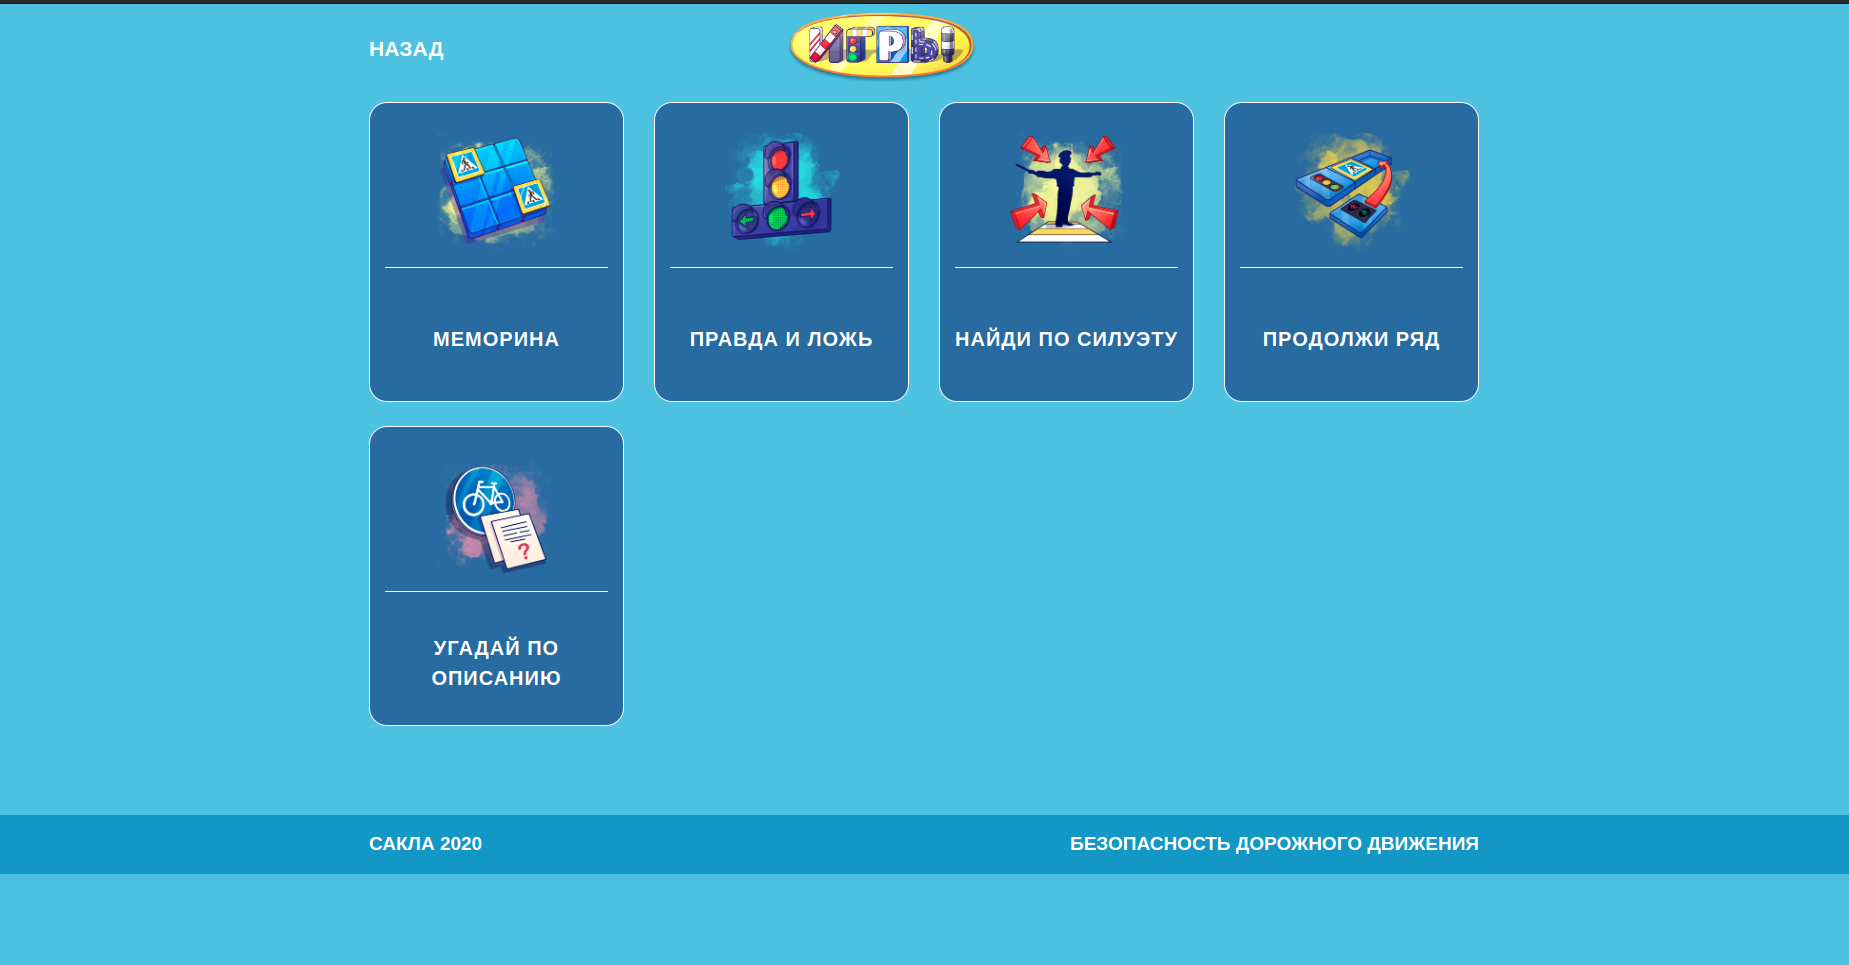 НАЗАД
ИГРЫ
МЕМОРИНА
ПРАВДА И ЛОЖЬ
НАЙДИ ПО СИЛУЭТУ
ПРОДОЛЖИ РЯД
?
УГАДАЙ ПО
ОПИСАНИЮ
САКЛА 2020
БЕЗОПАСНОСТЬ ДОРОЖНОГО ДВИЖЕНИЯ